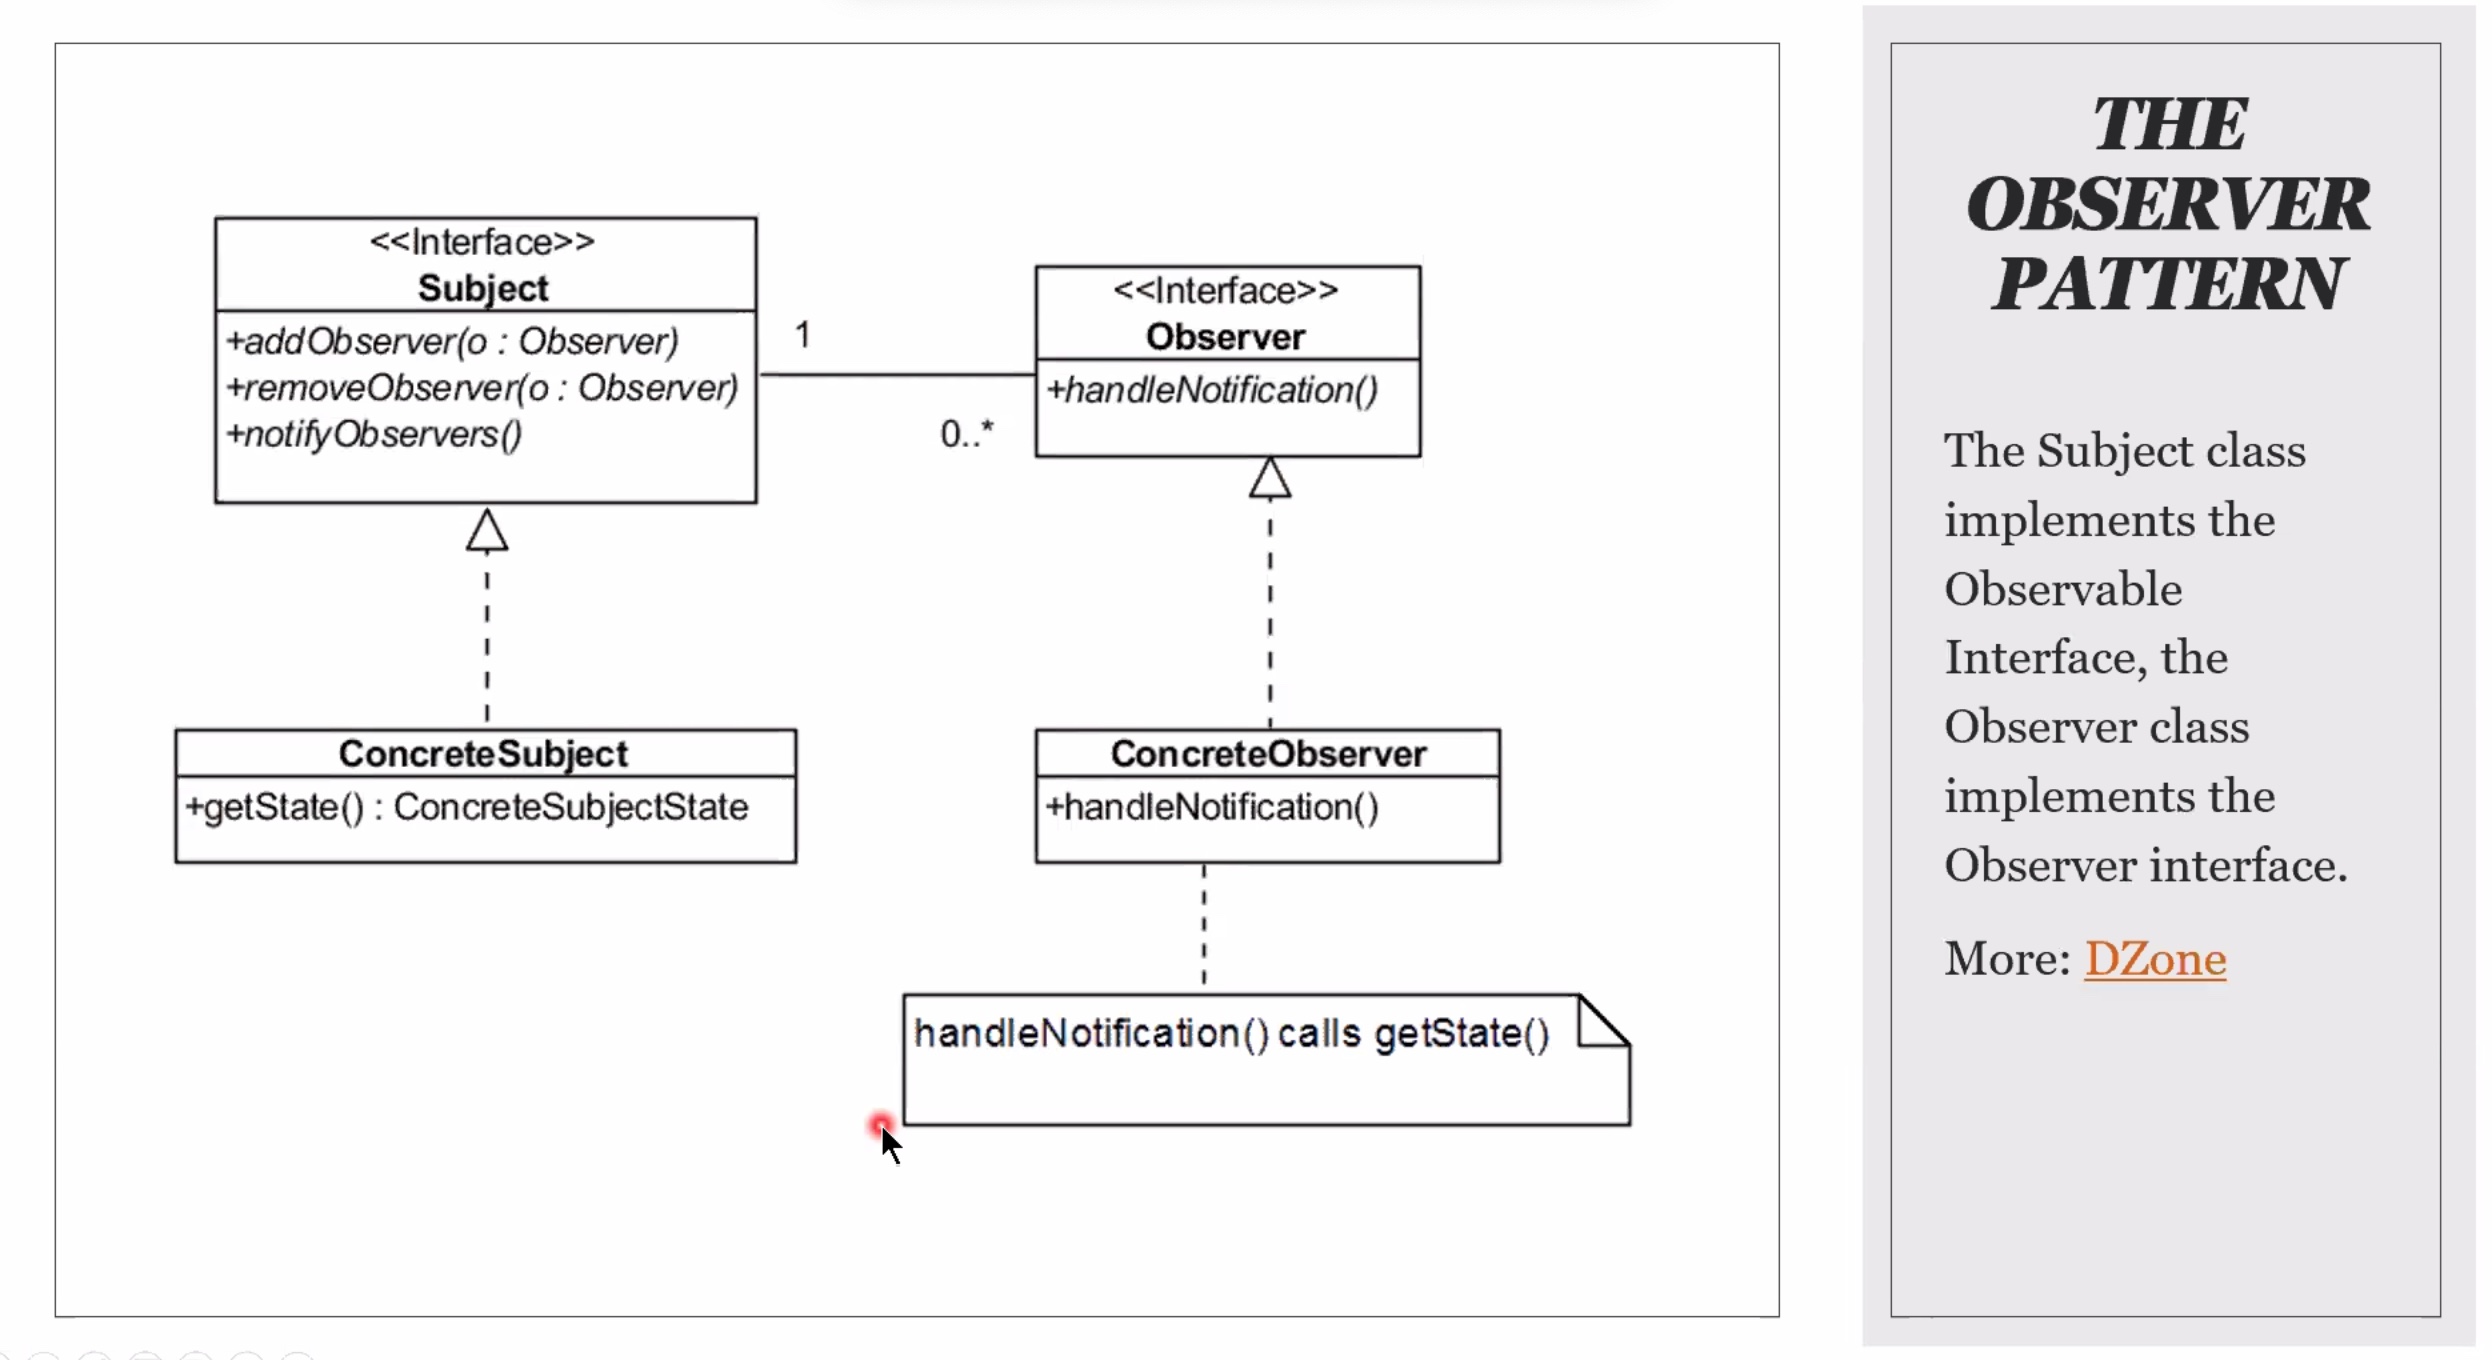 <<Interface>>
Subject
+addObserver(o : Observer)
+removeObserver(o : Observer)
+notifyObservers()
1
0..*
<<Interface>>
Observer
+handleNotification()
ConcreteSubject
+getState() : ConcreteSubjectState
ConcreteObserver
+handleNotification()
handleNotification() calls getState()
THE
OBSERVER
PATTERN
The Subject class
implements the
Observable
Interface, the
Observer class
implements the
Observer interface.
More: DZone